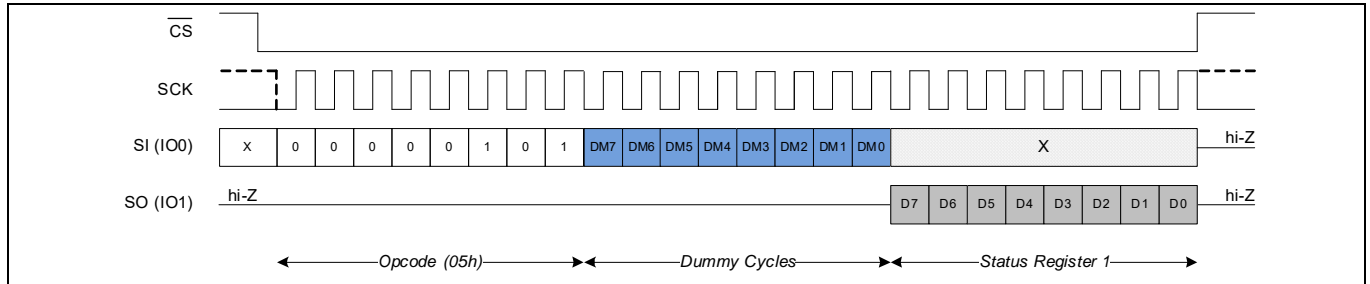 CS
SCK
SI (IO0) X 0 0 0 0 0 1 0 1 DM7 DM6 DM5 DM4 DM3 DM2 DM1 DM0 X hi-Z
SO (IO1) hi-Z D7 D6 D5 D4 D3 D2 D1 D0 hi-Z
Opcode (05h) Dummy Cycles Status Register 1